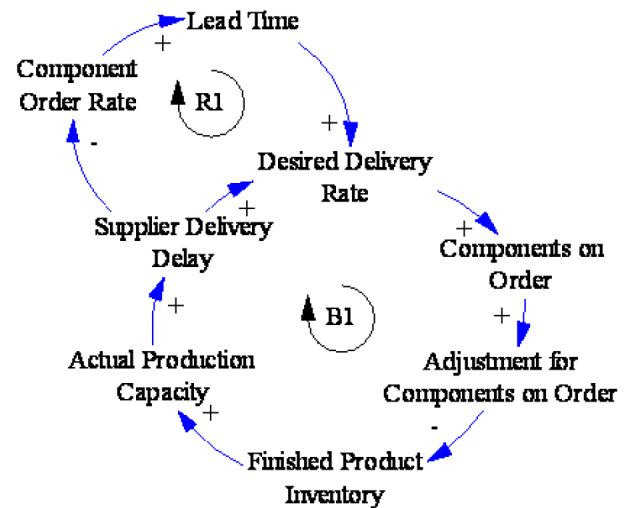 Lead Time
+
Component
Order Rate
R1
+
-
Desired Delivery
Rate
+
Supplier Delivery
Delay
+
Components on
Order
B1
+
+
Actual Production
Capacity
Adjustment for
Components on Order
+
-
Finished Product
Inventory